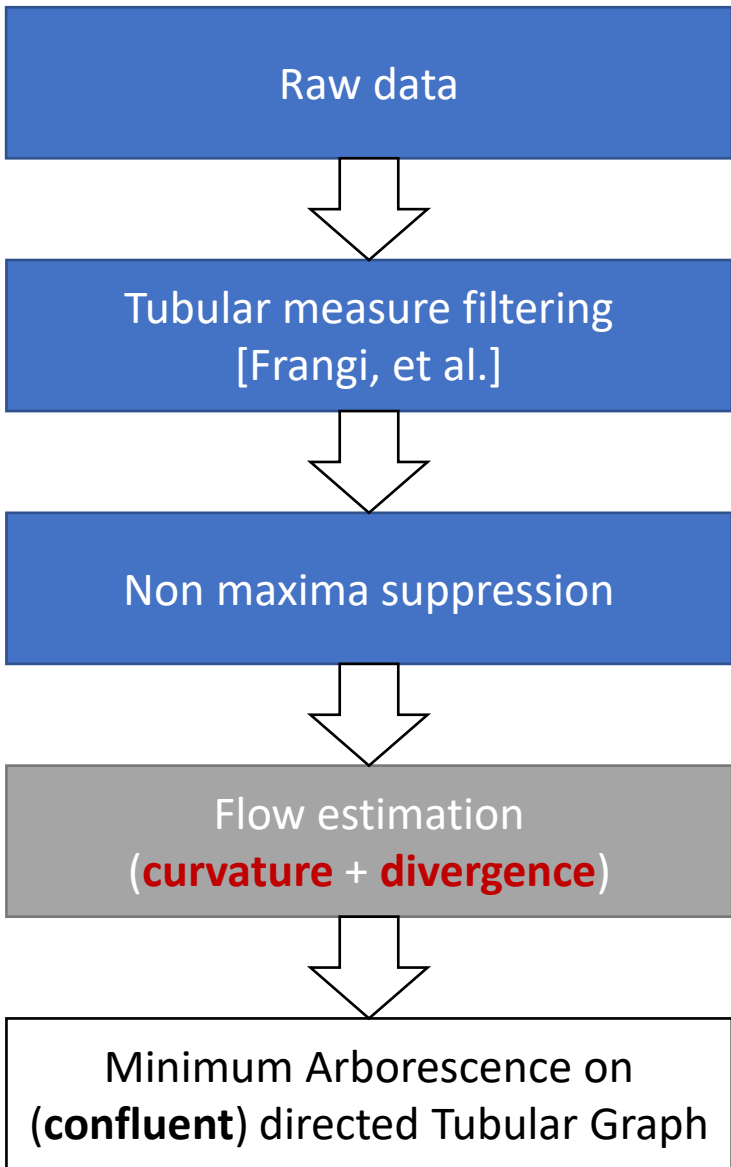 Raw data
Tubular measure filtering
[Frangi, et al.]
Non maxima suppression
Flow estimation
(curvature + divergence)
Minimum Arborescence on
(confluent) directed Tubular Graph